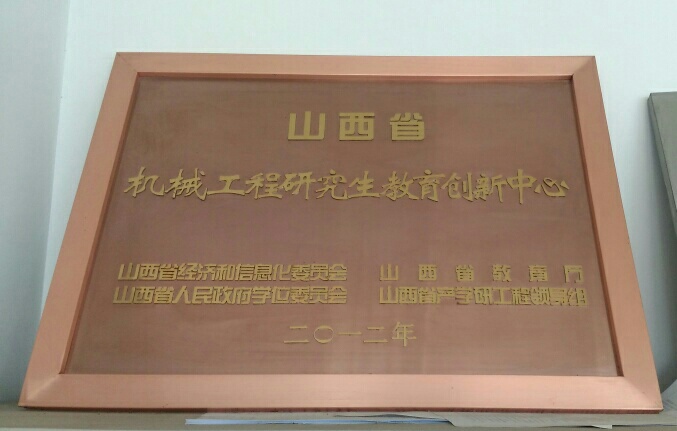 山西省
机械工程研究生教育创新中心
山西省经济和信息化委员会 山西省教育厅
山西省人民政府学位委员会 山西省产学研工程领导组
二〇一二年